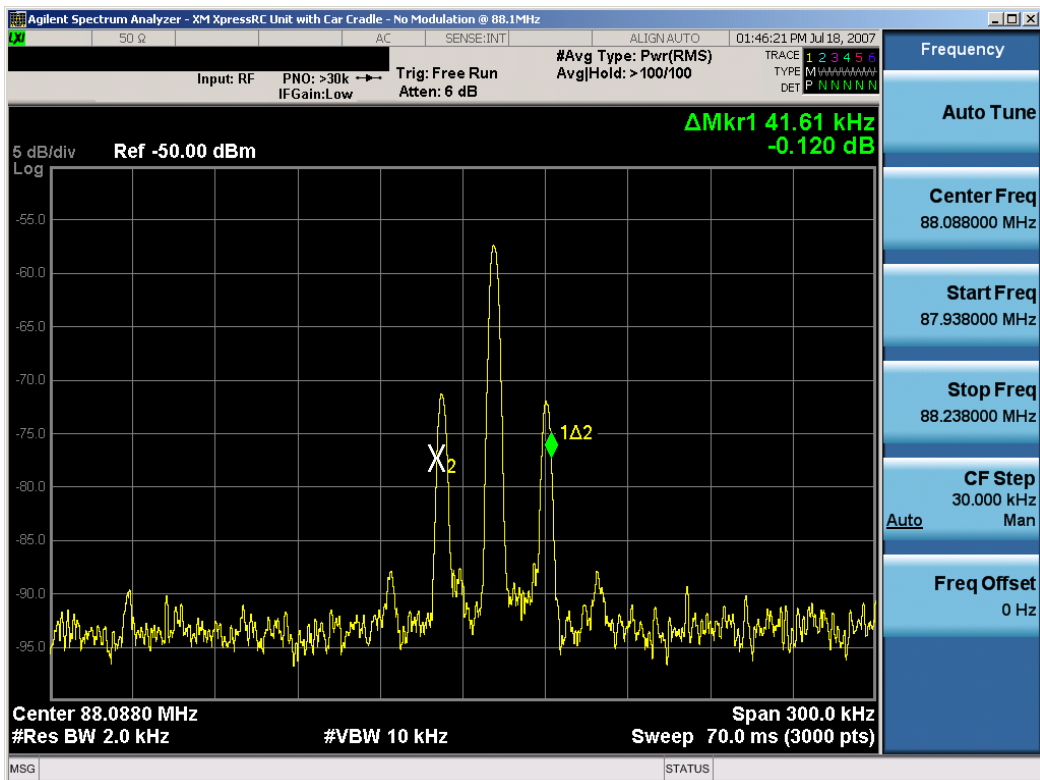 Agilent Spectrum Analyzer - XM XpressRC Unit with Car Cradle - No Modulation @ 88.1MHz
LXI 50 Ω AC SENSE:INT ALIGNAUTO 01:46:21 PM Jul 18, 2007
Input: RF PNO: >30k IFGain:Low
Trig: Free Run
Atten: 6 dB
#Avg Type: Pwr(RMS)
Avg|Hold: >100/100
TRACE 1 2 3 4 5 6
TYPE M
DET P N N N N N
ΔMkr1 41.61 kHz
-0.120 dB
5 dB/div Ref -50.00 dBm
Log
-55.0
-60.0
-65.0
-70.0
-75.0
-80.0
-85.0
-90.0
-95.0
1Δ2
X2
Center 88.0880 MHz Span 300.0 kHz
#Res BW 2.0 kHz #VBW 10 kHz Sweep 70.0 ms (3000 pts)
MSG STATUS
Frequency
Auto Tune
Center Freq
88.088000 MHz
Start Freq
87.938000 MHz
Stop Freq
88.238000 MHz
CF Step
30.000 kHz
Auto Man
Freq Offset
0 Hz